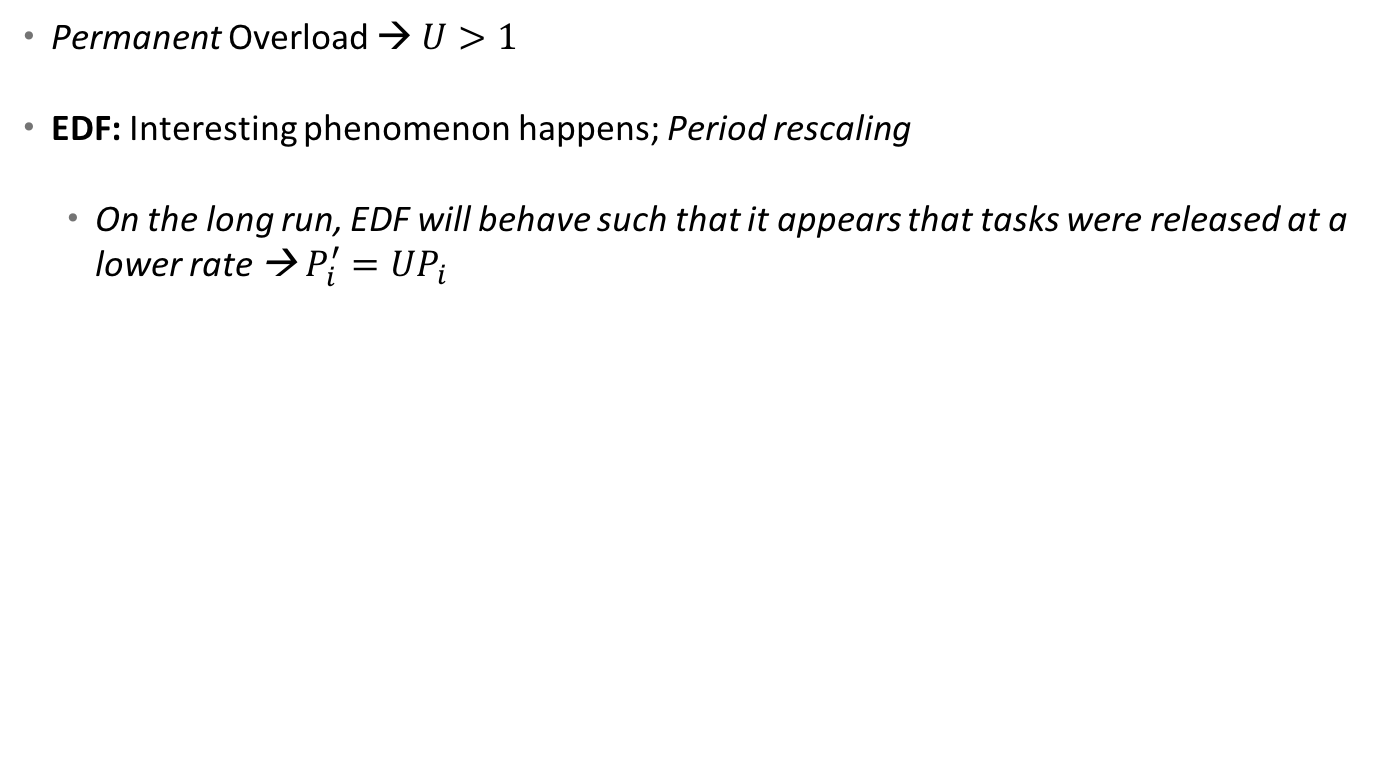 • Permanent Overload → U > 1
• EDF: Interesting phenomenon happens; Period rescaling
• On the long run, EDF will behave such that it appears that tasks were released at a
lower rate → P′ᵢ = UPᵢ